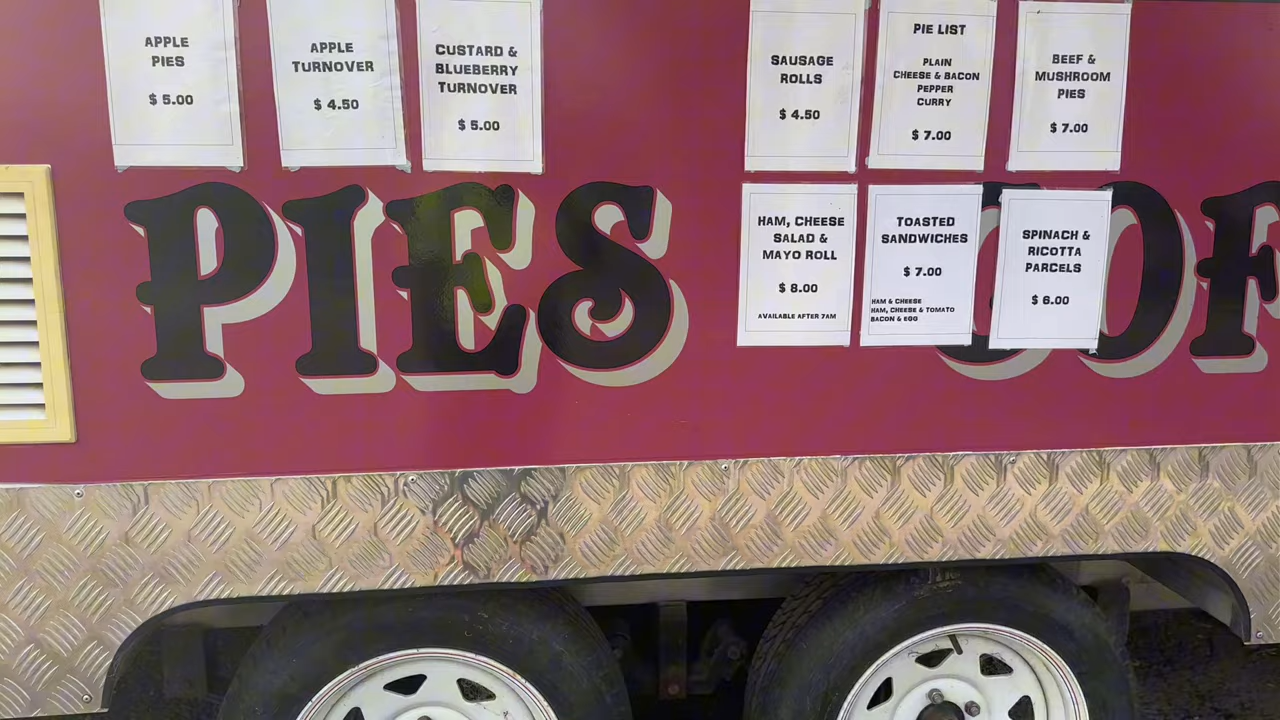 APPLE
PIES
$ 5.00
APPLE
TURNOVER
$ 4.50
CUSTARD &
BLUEBERRY
TURNOVER
$ 5.00
SAUSAGE
ROLLS
$ 4.50
PIE LIST
PLAIN
CHEESE & BACON
PEPPER
CURRY
$ 7.00
BEEF &
MUSHROOM
PIES
$ 7.00
HAM, CHEESE
SALAD &
MAYO ROLL
$ 8.00
AVAILABLE AFTER 7AM
TOASTED
SANDWICHES
$ 7.00
HAM & CHEESE
HAM, CHEESE & TOMATO
BACON & EGG
SPINACH &
RICOTTA
PARCELS
$ 6.00
PIES